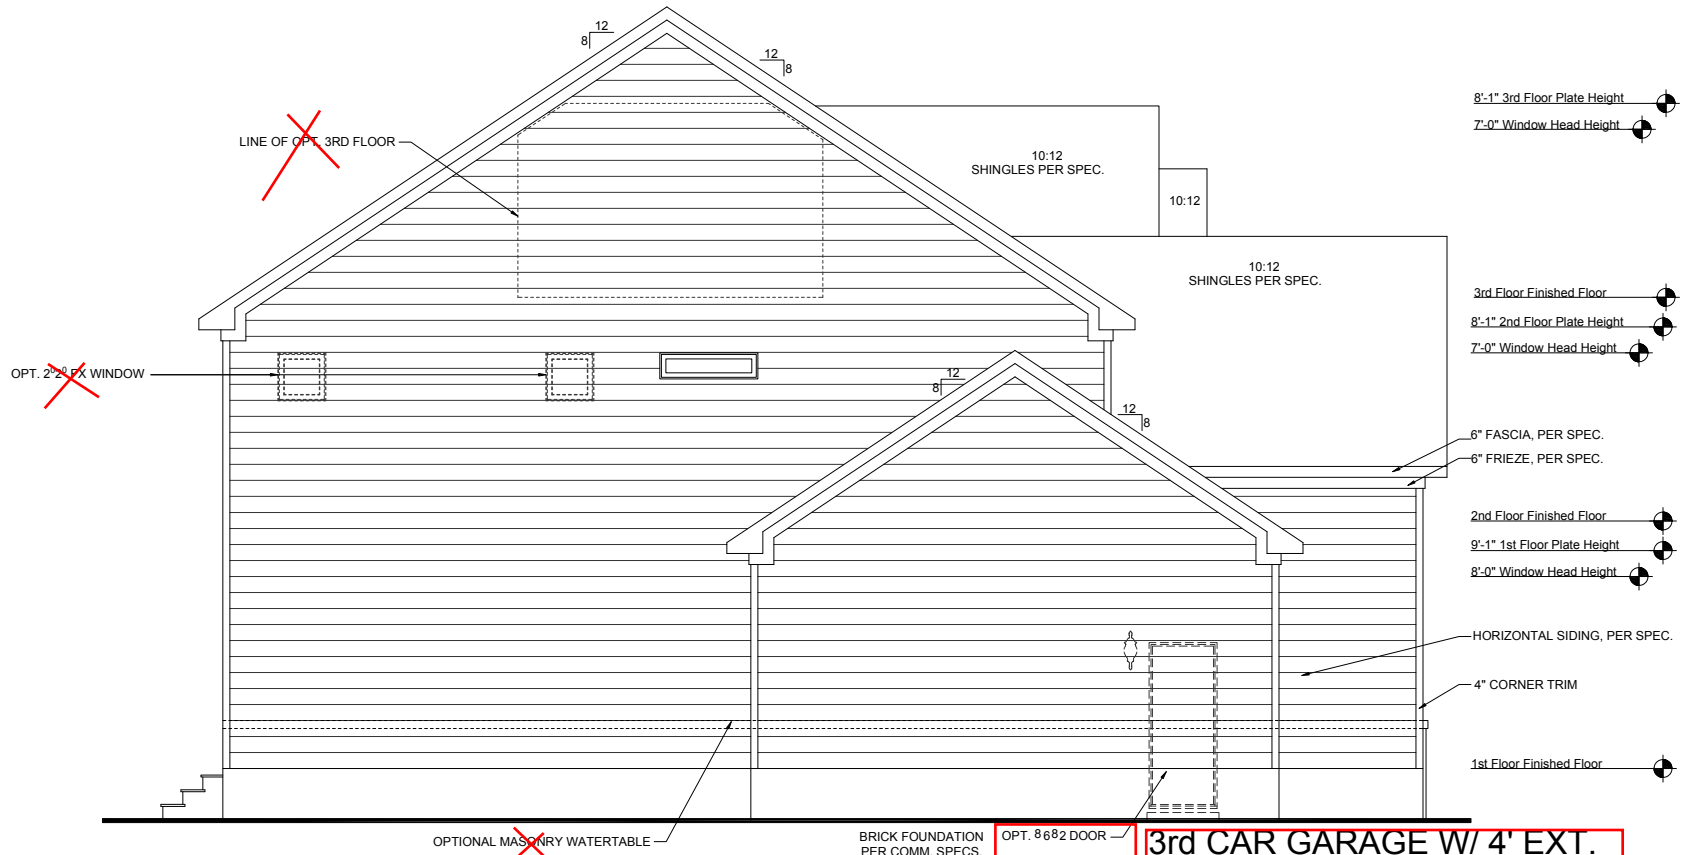 12
8
12
8
8'-1" 3rd Floor Plate Height
7'-0" Window Head Height
LINE OF OPT. 3RD FLOOR
10:12
SHINGLES PER SPEC.
10:12
10:12
SHINGLES PER SPEC.
3rd Floor Finished Floor
8'-1" 2nd Floor Plate Height
7'-0" Window Head Height
OPT. 2⁰2⁰ FX WINDOW
12
8
12
8
6" FASCIA, PER SPEC.
6" FRIEZE, PER SPEC.
2nd Floor Finished Floor
9'-1" 1st Floor Plate Height
8'-0" Window Head Height
HORIZONTAL SIDING, PER SPEC.
4" CORNER TRIM
1st Floor Finished Floor
OPTIONAL MASONRY WATERTABLE
BRICK FOUNDATION
PER COMM. SPECS.
OPT. 8682 DOOR
3rd CAR GARAGE W/ 4' EXT.